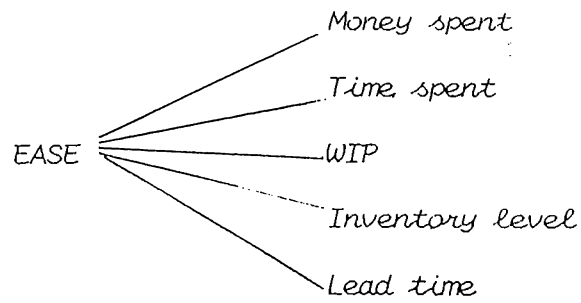 Money spent
Time spent
EASE
WIP
Inventory level
Lead time